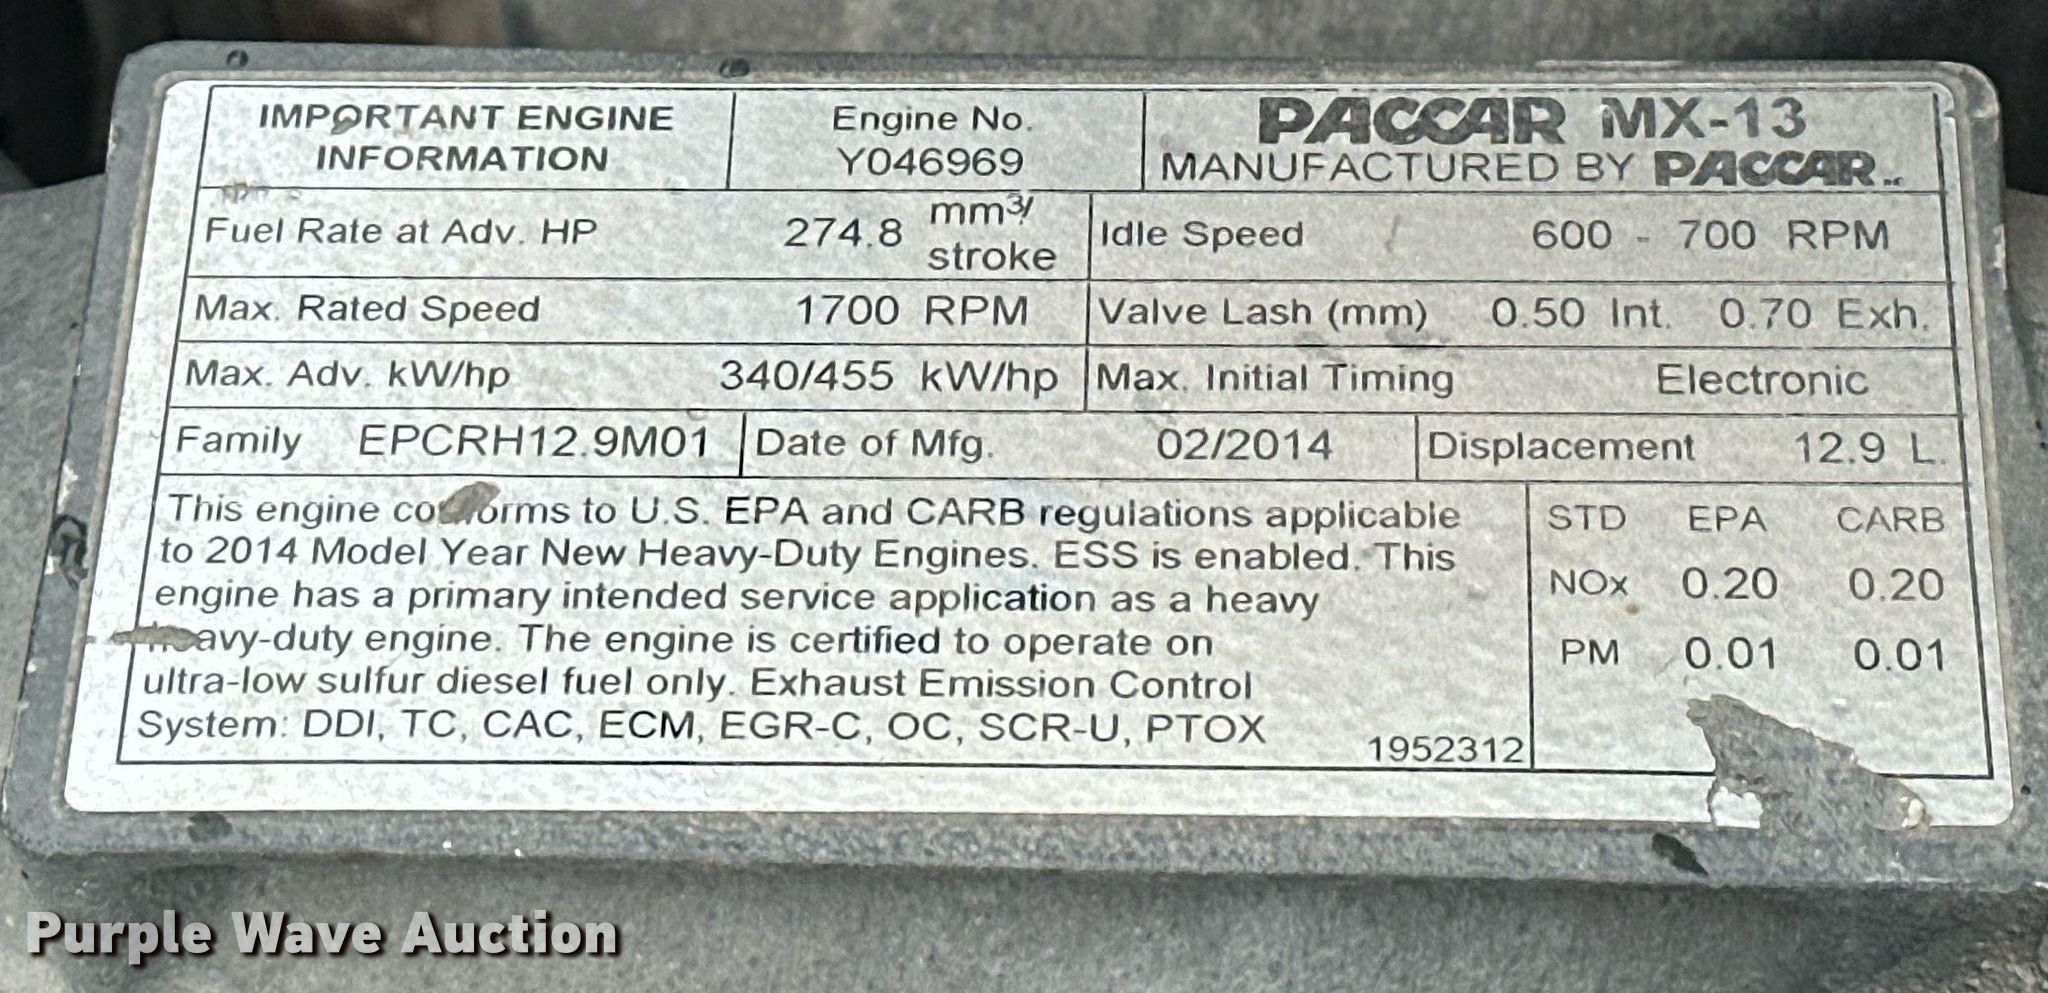 IMPORTANT ENGINE
INFORMATION
Engine No.
Y046969
PACCAR MX-13
MANUFACTURED BY PACCAR INC
Fuel Rate at Adv. HP 274.8 mm3/ stroke
Idle Speed 600 - 700 RPM
Max. Rated Speed 1700 RPM
Valve Lash (mm) 0.50 Int. 0.70 Exh.
Max. Adv. kW/hp 340/455 kW/hp
Max. Initial Timing Electronic
Family EPCRH12.9M01
Date of Mfg. 02/2014
Displacement 12.9 L.
This engine conforms to U.S. EPA and CARB regulations applicable
to 2014 Model Year New Heavy-Duty Engines. ESS is enabled. This
engine has a primary intended service application as a heavy
heavy-duty engine. The engine is certified to operate on
ultra-low sulfur diesel fuel only. Exhaust Emission Control
System: DDI, TC, CAC, ECM, EGR-C, OC, SCR-U, PTOX
1952312
STD EPA CARB
NOx 0.20 0.20
PM 0.01 0.01
Purple Wave Auction